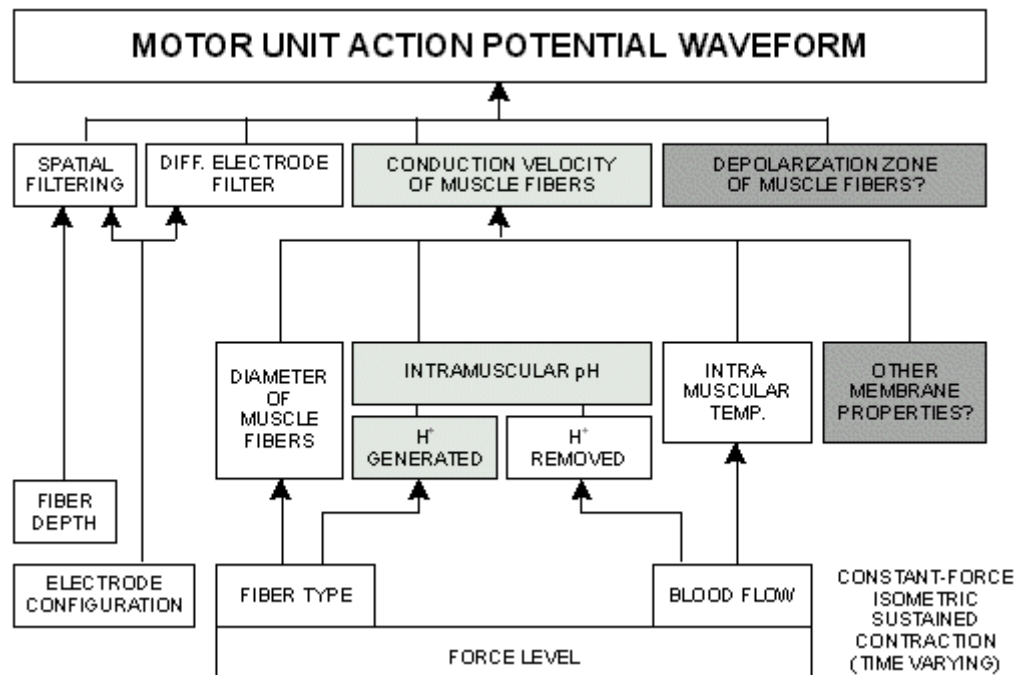 MOTOR UNIT ACTION POTENTIAL WAVEFORM
SPATIAL
FILTERING
DIFF. ELECTRODE
FILTER
CONDUCTION VELOCITY
OF MUSCLE FIBERS
DEPOLARIZATION ZONE
OF MUSCLE FIBERS?
DIAMETER
OF
MUSCLE
FIBERS
INTRAMUSCULAR pH
H+
GENERATED
H+
REMOVED
INTRA-
MUSCULAR
TEMP.
OTHER
MEMBRANE
PROPERTIES?
FIBER
DEPTH
ELECTRODE
CONFIGURATION
FIBER TYPE
BLOOD FLOW
FORCE LEVEL
CONSTANT-FORCE
ISOMETRIC
SUSTAINED
CONTRACTION
(TIME VARYING)